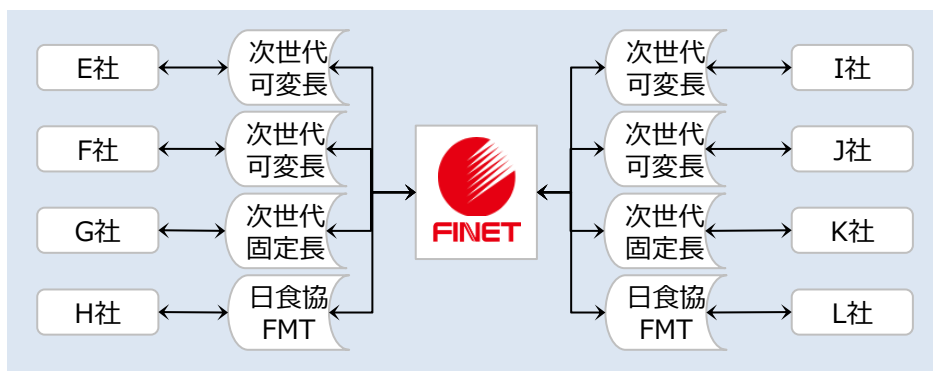 E社
次世代
可変長
F社
次世代
可変長
G社
次世代
固定長
H社
日食協
FMT
FINET
次世代
可変長
I社
次世代
可変長
J社
次世代
固定長
K社
日食協
FMT
L社